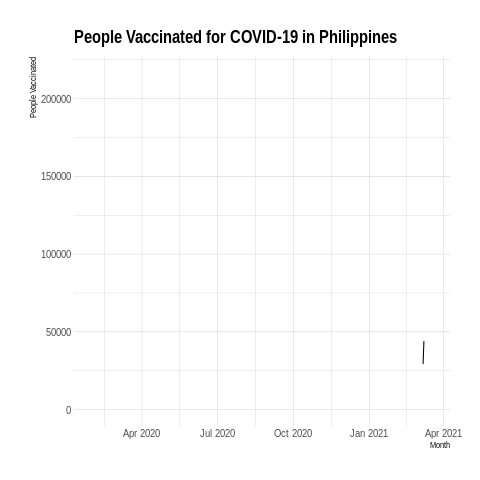 People Vaccinated for COVID-19 in Philippines
People Vaccinated
200000
150000
100000
50000
0
Apr 2020 Jul 2020 Oct 2020 Jan 2021 Apr 2021
Month